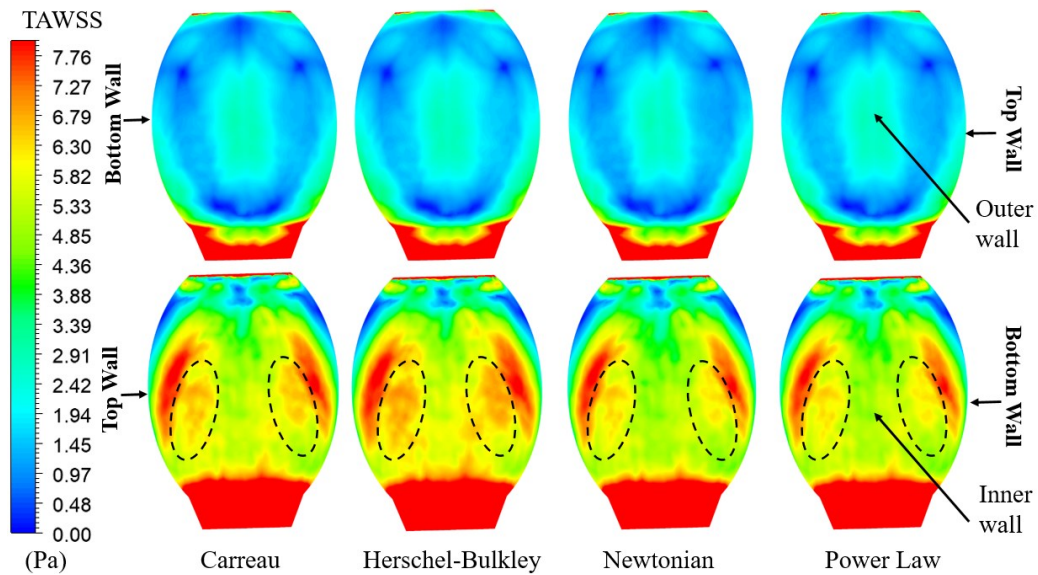 TAWSS
7.76
7.27
6.79
6.30
5.82
5.33
4.85
4.36
3.88
3.39
2.91
2.42
1.94
1.45
0.97
0.48
0.00
(Pa)
Bottom Wall
Top Wall
Outer
wall
Top Wall
Bottom Wall
Inner
wall
Carreau
Herschel-Bulkley
Newtonian
Power Law